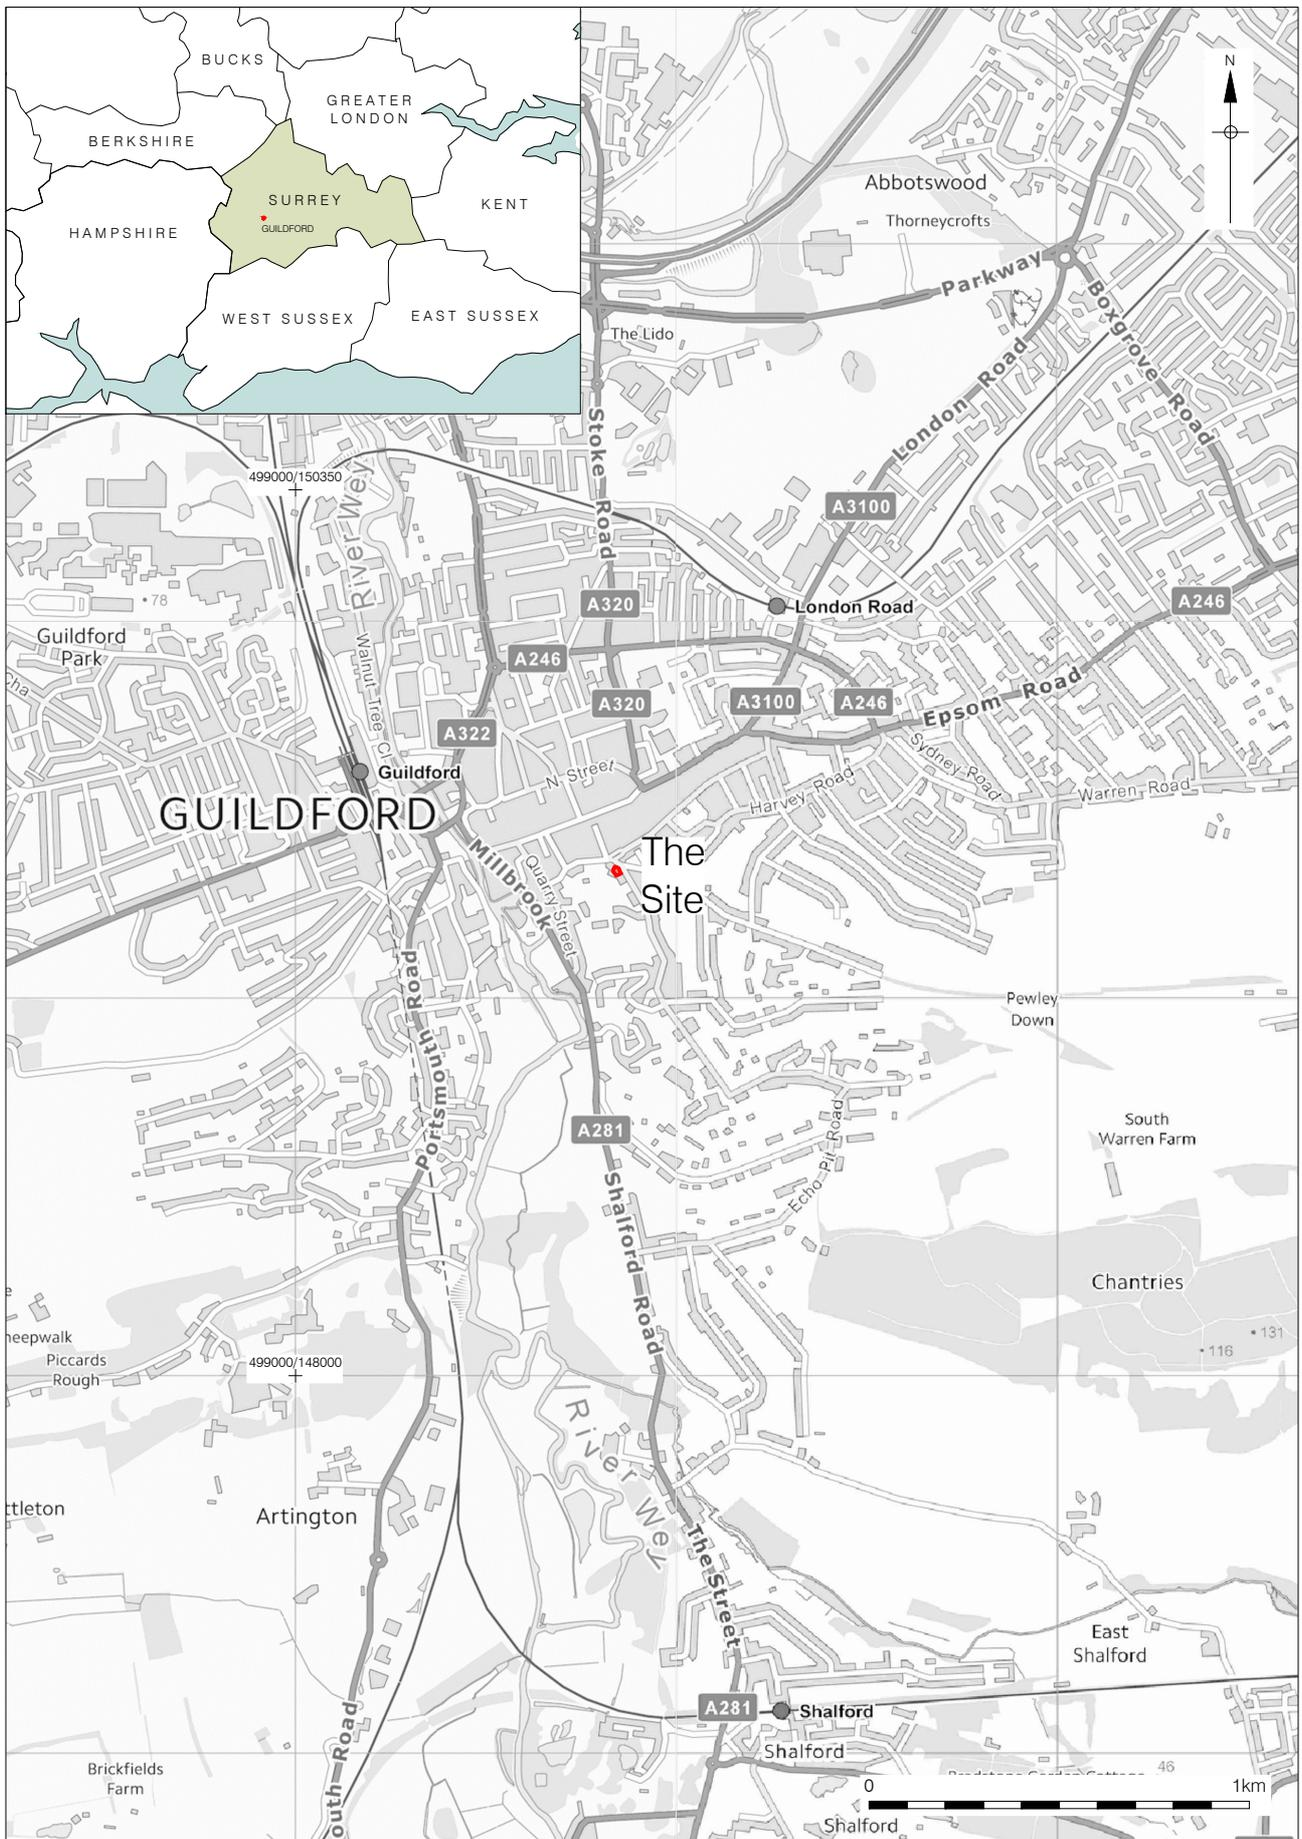 BUCKS
GREATER
LONDON
BERKSHIRE
SURREY
GUILDFORD
KENT
HAMPSHIRE
WEST SUSSEX
EAST SUSSEX
N
Abbotswood
Thorneycrofts
Parkway
Boxgrove Road
The Lido
London Road
Stoke Road
499000/150350
River Wey
A3100
78
A320
London Road
A246
Guildford
Park
Cha
Walnut Tree Cl
A246
A320
A3100
A246
Epsom Road
A322
Sydney Road
Guildford
N Street
Harvey Road
Warren Road
GUILDFORD
Millbrook
Quarry Street
The
Site
Portsmouth Road
Pewley
Down
A281
Echo Pit Road
South
Warren Farm
Shalford Road
Chantries
131
116
heepwalk
Piccards
Rough
499000/148000
River Wey
ttleton
Artington
The Street
East
Shalford
A281
Shalford
Shalford
outh Road
Brickfields
Farm
46
0
1km
Shalford